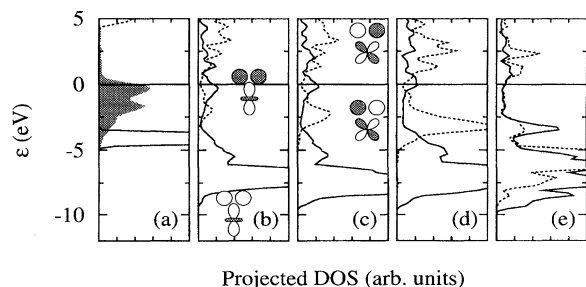 5
0
-5
-10
ε (eV)
(a)
(b)
(c)
(d)
(e)
Projected DOS (arb. units)